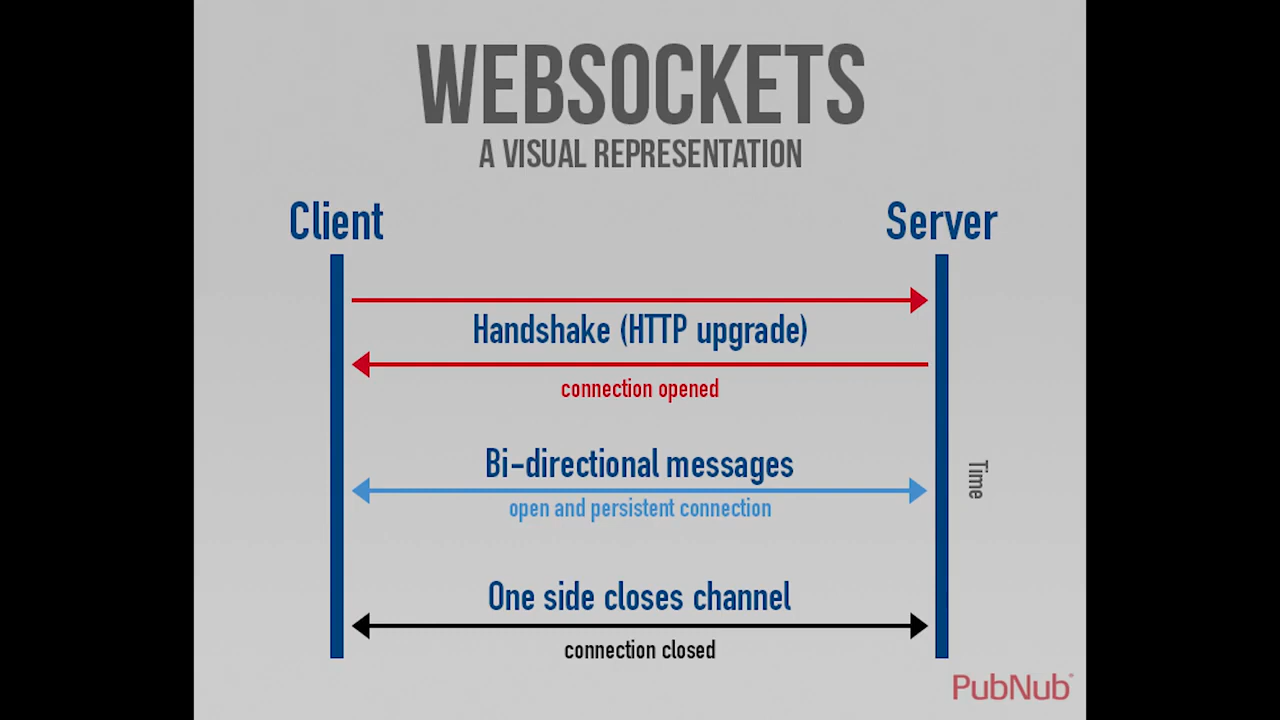 WEBSOCKETS
A VISUAL REPRESENTATION
Client
Server
Handshake (HTTP upgrade)
connection opened
Bi-directional messages
open and persistent connection
Time
One side closes channel
connection closed
PubNub